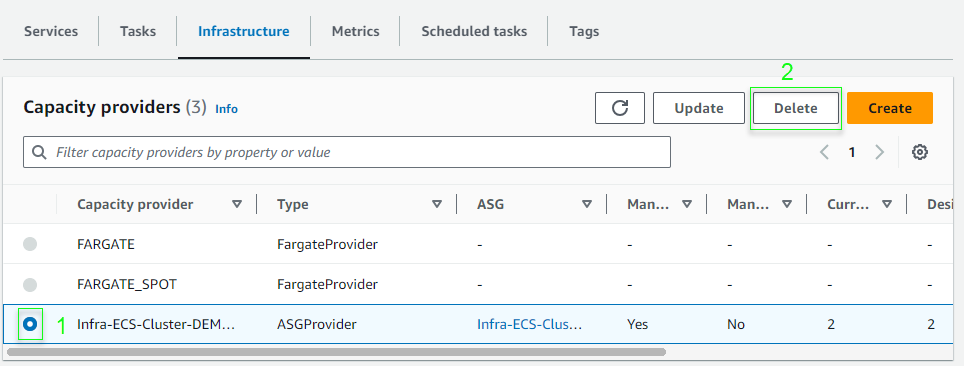 Services Tasks Infrastructure Metrics Scheduled tasks Tags
2
Capacity providers (3) Info Update Delete Create
Filter capacity providers by property or value 1
Capacity provider Type ASG Man... Man... Curr... Desi
FARGATE FargateProvider - - - - -
FARGATE_SPOT FargateProvider - - - - -
1 Infra-ECS-Cluster-DEM... ASGProvider Infra-ECS-Clus... Yes No 2 2